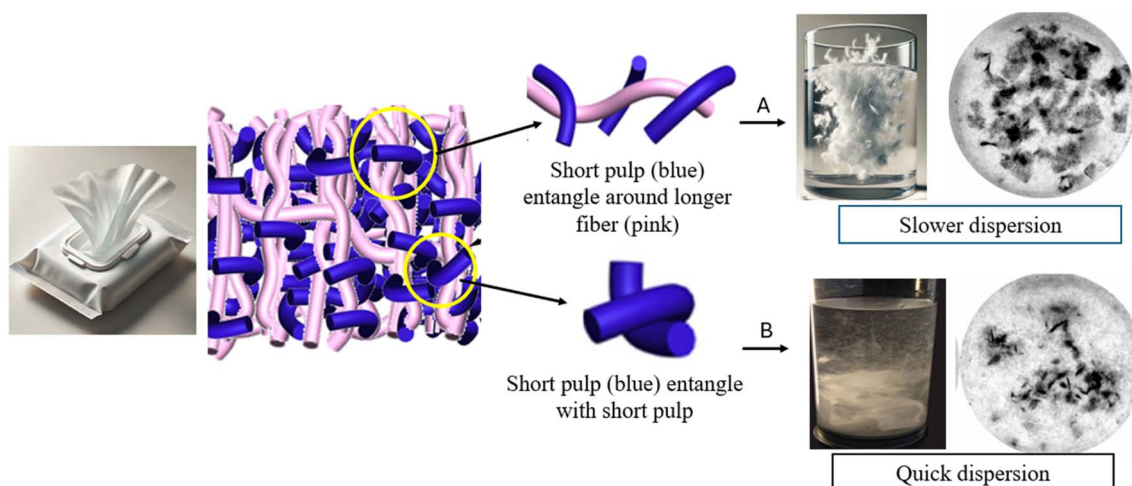 A
Short pulp (blue)
entangle around longer
fiber (pink)
Slower dispersion
B
Short pulp (blue) entangle
with short pulp
Quick dispersion